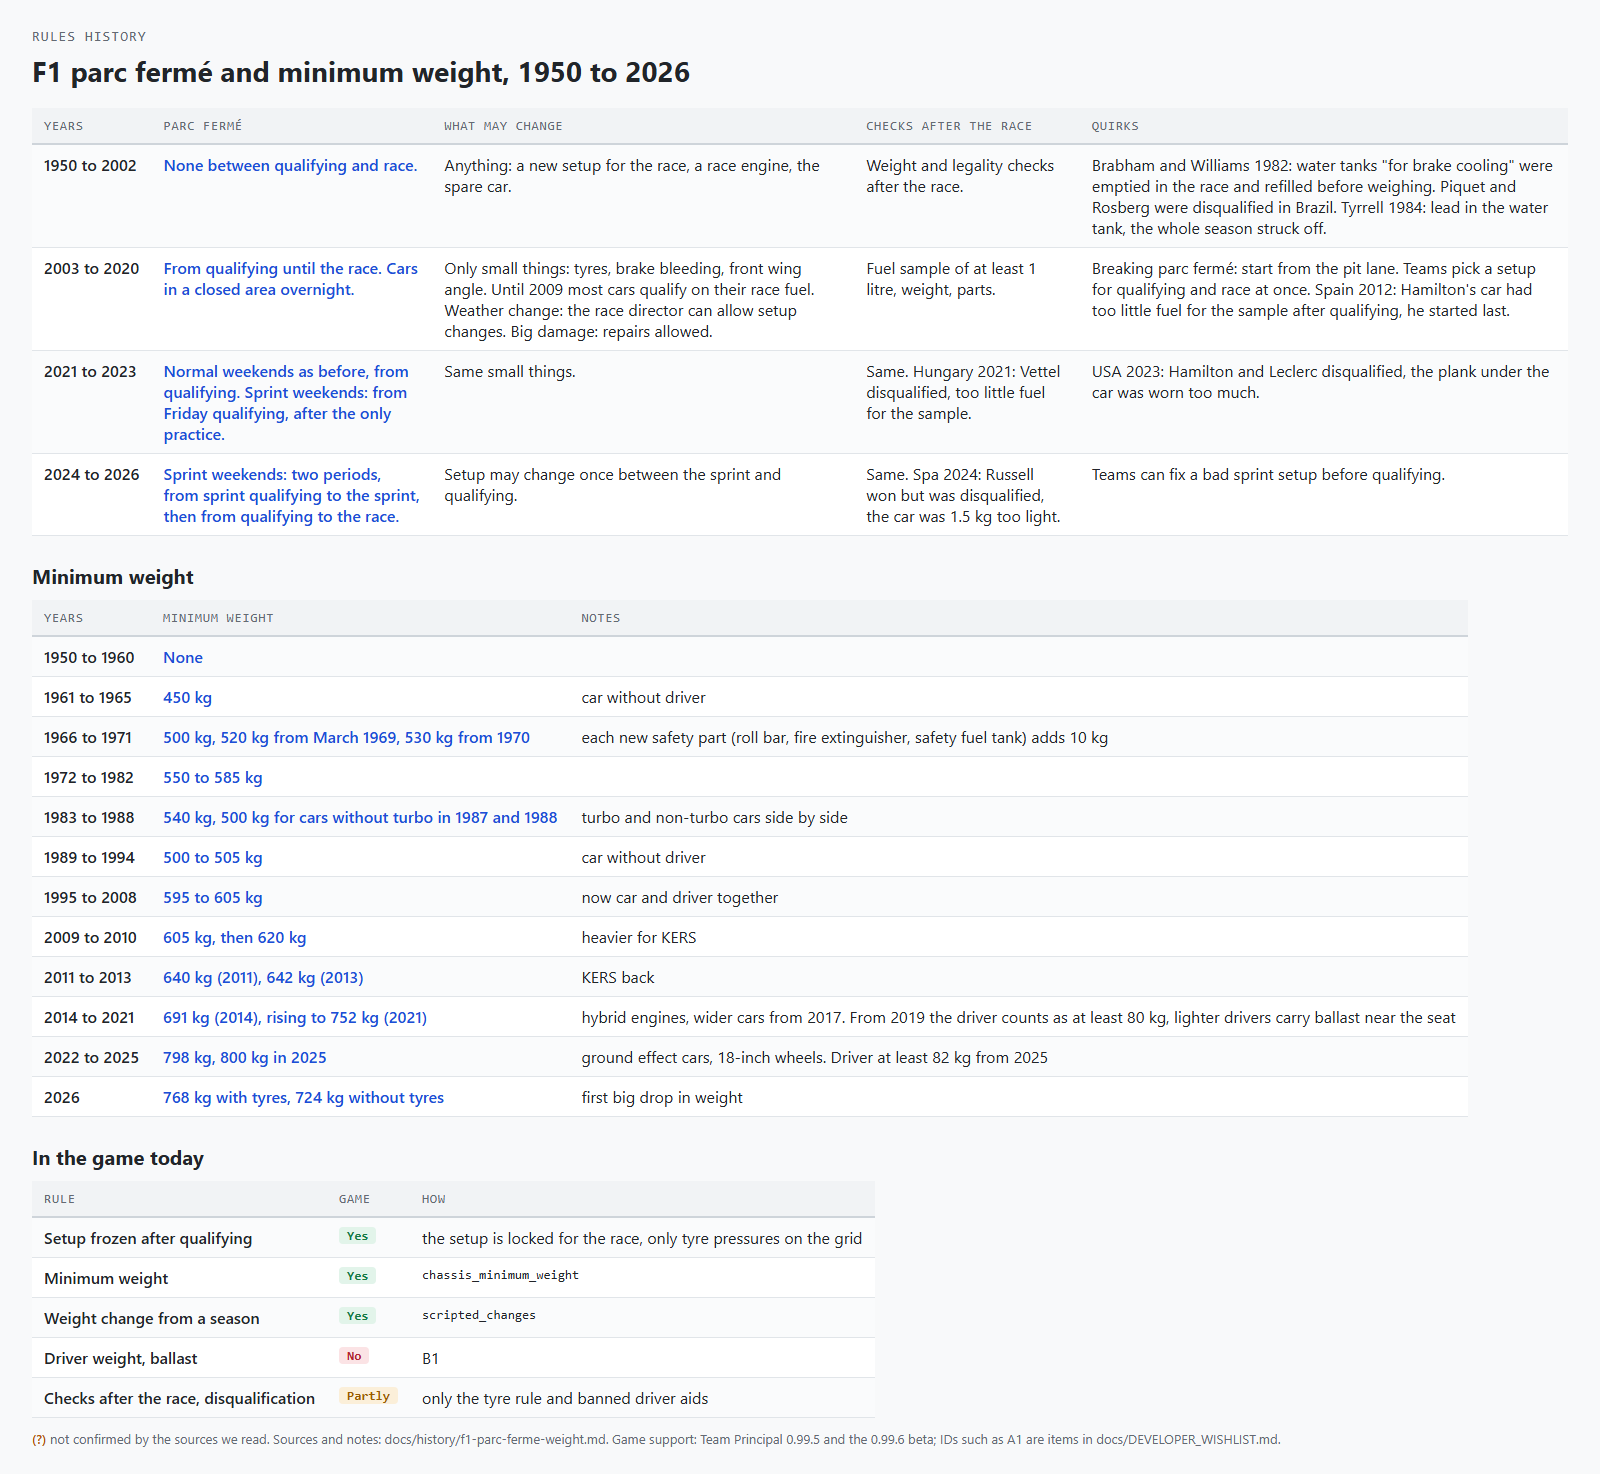 RULES HISTORY
F1 parc fermé and minimum weight, 1950 to 2026
YEARS PARC FERMÉ WHAT MAY CHANGE CHECKS AFTER THE RACE QUIRKS
1950 to 2002 None between qualifying and race. Anything: a new setup for the race, a race engine, the Weight and legality checks Brabham and Williams 1982: water tanks "for brake cooling" were
spare car. after the race. emptied in the race and refilled before weighing. Piquet and
Rosberg were disqualified in Brazil. Tyrrell 1984: lead in the water
tank, the whole season struck off.
2003 to 2020 From qualifying until the race. Cars Only small things: tyres, brake bleeding, front wing Fuel sample of at least 1 Breaking parc fermé: start from the pit lane. Teams pick a setup
in a closed area overnight. angle. Until 2009 most cars qualify on their race fuel. litre, weight, parts. for qualifying and race at once. Spain 2012: Hamilton's car had
Weather change: the race director can allow setup too little fuel for the sample after qualifying, he started last.
changes. Big damage: repairs allowed.
2021 to 2023 Normal weekends as before, from Same small things. Same. Hungary 2021: Vettel USA 2023: Hamilton and Leclerc disqualified, the plank under the
qualifying. Sprint weekends: from disqualified, too little fuel car was worn too much.
Friday qualifying, after the only for the sample.
practice.
2024 to 2026 Sprint weekends: two periods, Setup may change once between the sprint and Same. Spa 2024: Russell Teams can fix a bad sprint setup before qualifying.
from sprint qualifying to the sprint, qualifying. won but was disqualified,
then from qualifying to the race. the car was 1.5 kg too light.
Minimum weight
YEARS MINIMUM WEIGHT NOTES
1950 to 1960 None
1961 to 1965 450 kg car without driver
1966 to 1971 500 kg, 520 kg from March 1969, 530 kg from 1970 each new safety part (roll bar, fire extinguisher, safety fuel tank) adds 10 kg
1972 to 1982 550 to 585 kg
1983 to 1988 540 kg, 500 kg for cars without turbo in 1987 and 1988 turbo and non-turbo cars side by side
1989 to 1994 500 to 505 kg car without driver
1995 to 2008 595 to 605 kg now car and driver together
2009 to 2010 605 kg, then 620 kg heavier for KERS
2011 to 2013 640 kg (2011), 642 kg (2013) KERS back
2014 to 2021 691 kg (2014), rising to 752 kg (2021) hybrid engines, wider cars from 2017. From 2019 the driver counts as at least 80 kg, lighter drivers carry ballast near the seat
2022 to 2025 798 kg, 800 kg in 2025 ground effect cars, 18-inch wheels. Driver at least 82 kg from 2025
2026 768 kg with tyres, 724 kg without tyres first big drop in weight
In the game today
RULE GAME HOW
Setup frozen after qualifying Yes the setup is locked for the race, only tyre pressures on the grid
Minimum weight Yes chassis_minimum_weight
Weight change from a season Yes scripted_changes
Driver weight, ballast No B1
Checks after the race, disqualification Partly only the tyre rule and banned driver aids
(?) not confirmed by the sources we read. Sources and notes: docs/history/f1-parc-ferme-weight.md. Game support: Team Principal 0.99.5 and the 0.99.6 beta; IDs such as A1 are items in docs/DEVELOPER_WISHLIST.md.